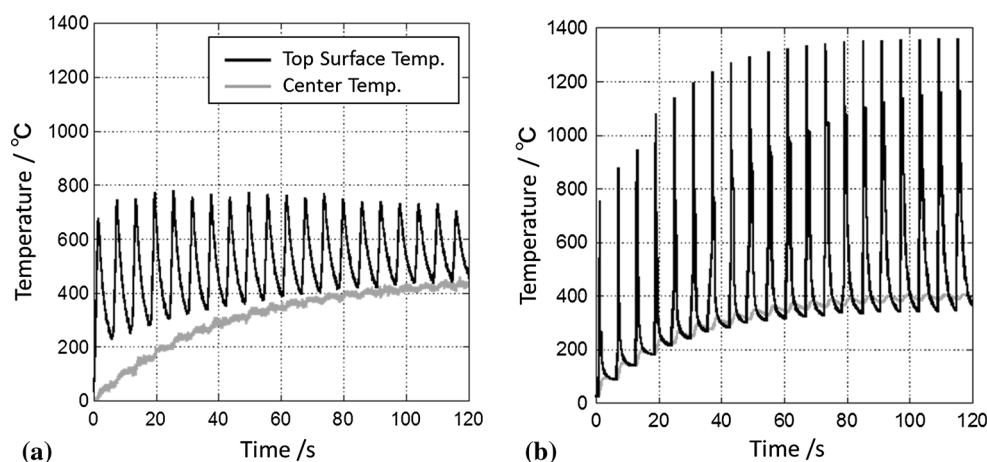 1400
1200
1000
800
600
400
200
0
Temperature / °C
Top Surface Temp.
Center Temp.
0 20 40 60 80 100 120
Time /s
(a)
1400
1200
1000
800
600
400
200
0
Temperature / °C
0 20 40 60 80 100 120
Time /s
(b)